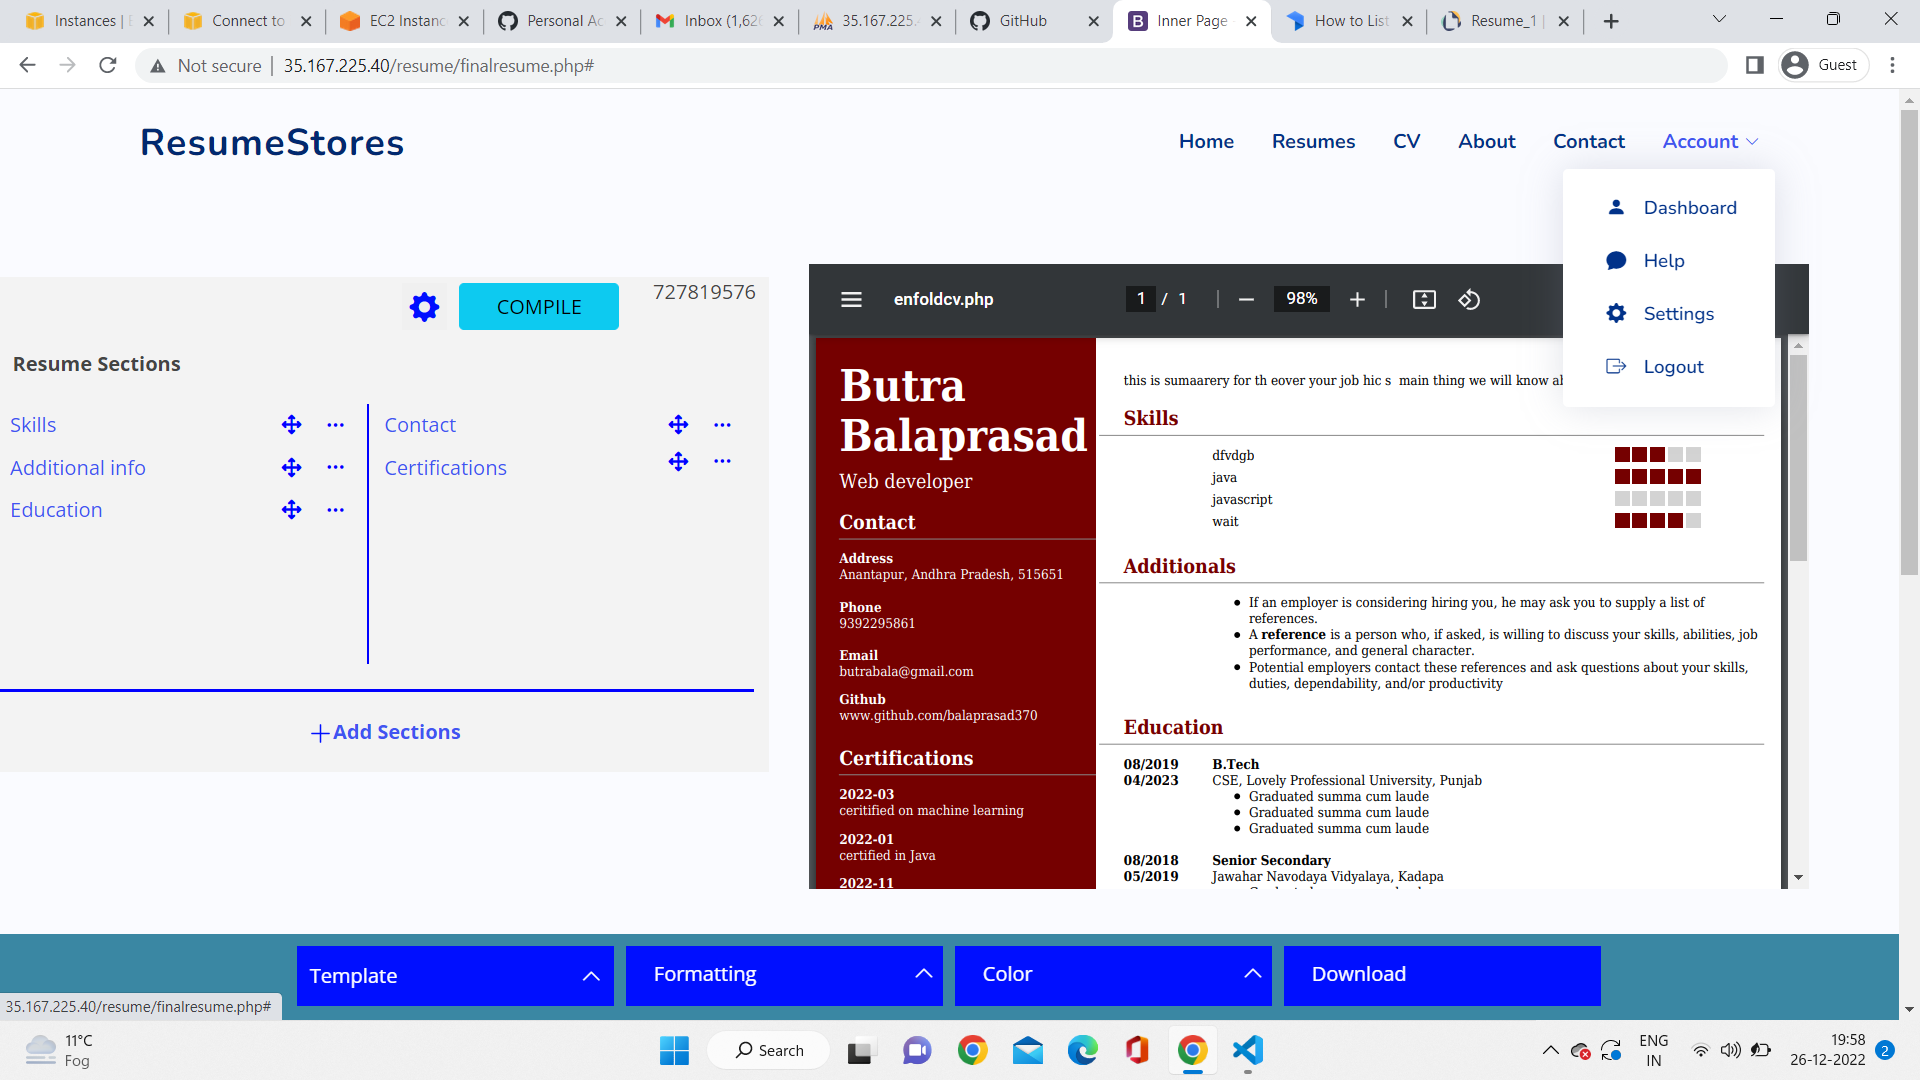 Instances | E
Connect to
EC2 Instanc
Personal Ac
Inbox (1,626
35.167.225.
GitHub
Inner Page -
How to List
Resume_1 |
Not secure | 35.167.225.40/resume/finalresume.php#
Guest
ResumeStores
Home Resumes CV About Contact Account
Dashboard
Help
Settings
Logout
COMPILE
727819576
Resume Sections
Skills
Additional info
Education
Contact
Certifications
Add Sections
enfoldcv.php
1 / 1
98%
Butra
Balaprasad
Web developer
Contact
Address
Anantapur, Andhra Pradesh, 515651
Phone
9392295861
Email
butrabala@gmail.com
Github
www.github.com/balaprasad370
Certifications
2022-03
ceritified on machine learning
2022-01
certified in Java
2022-11
this is sumaarery for th eover your job hic s main thing we will know
Skills
dfvdgb
java
javascript
wait
Additionals
If an employer is considering hiring you, he may ask you to supply a list of
references.
A reference is a person who, if asked, is willing to discuss your skills, abilities, job
performance, and general character.
Potential employers contact these references and ask questions about your skills,
duties, dependability, and/or productivity
Education
08/2019
04/2023
B.Tech
CSE, Lovely Professional University, Punjab
Graduated summa cum laude
Graduated summa cum laude
Graduated summa cum laude
08/2018
05/2019
Senior Secondary
Jawahar Navodaya Vidyalaya, Kadapa
Template
Formatting
Color
Download
35.167.225.40/resume/finalresume.php#
11°C
Fog
Search
ENG
IN
19:58
26-12-2022
2